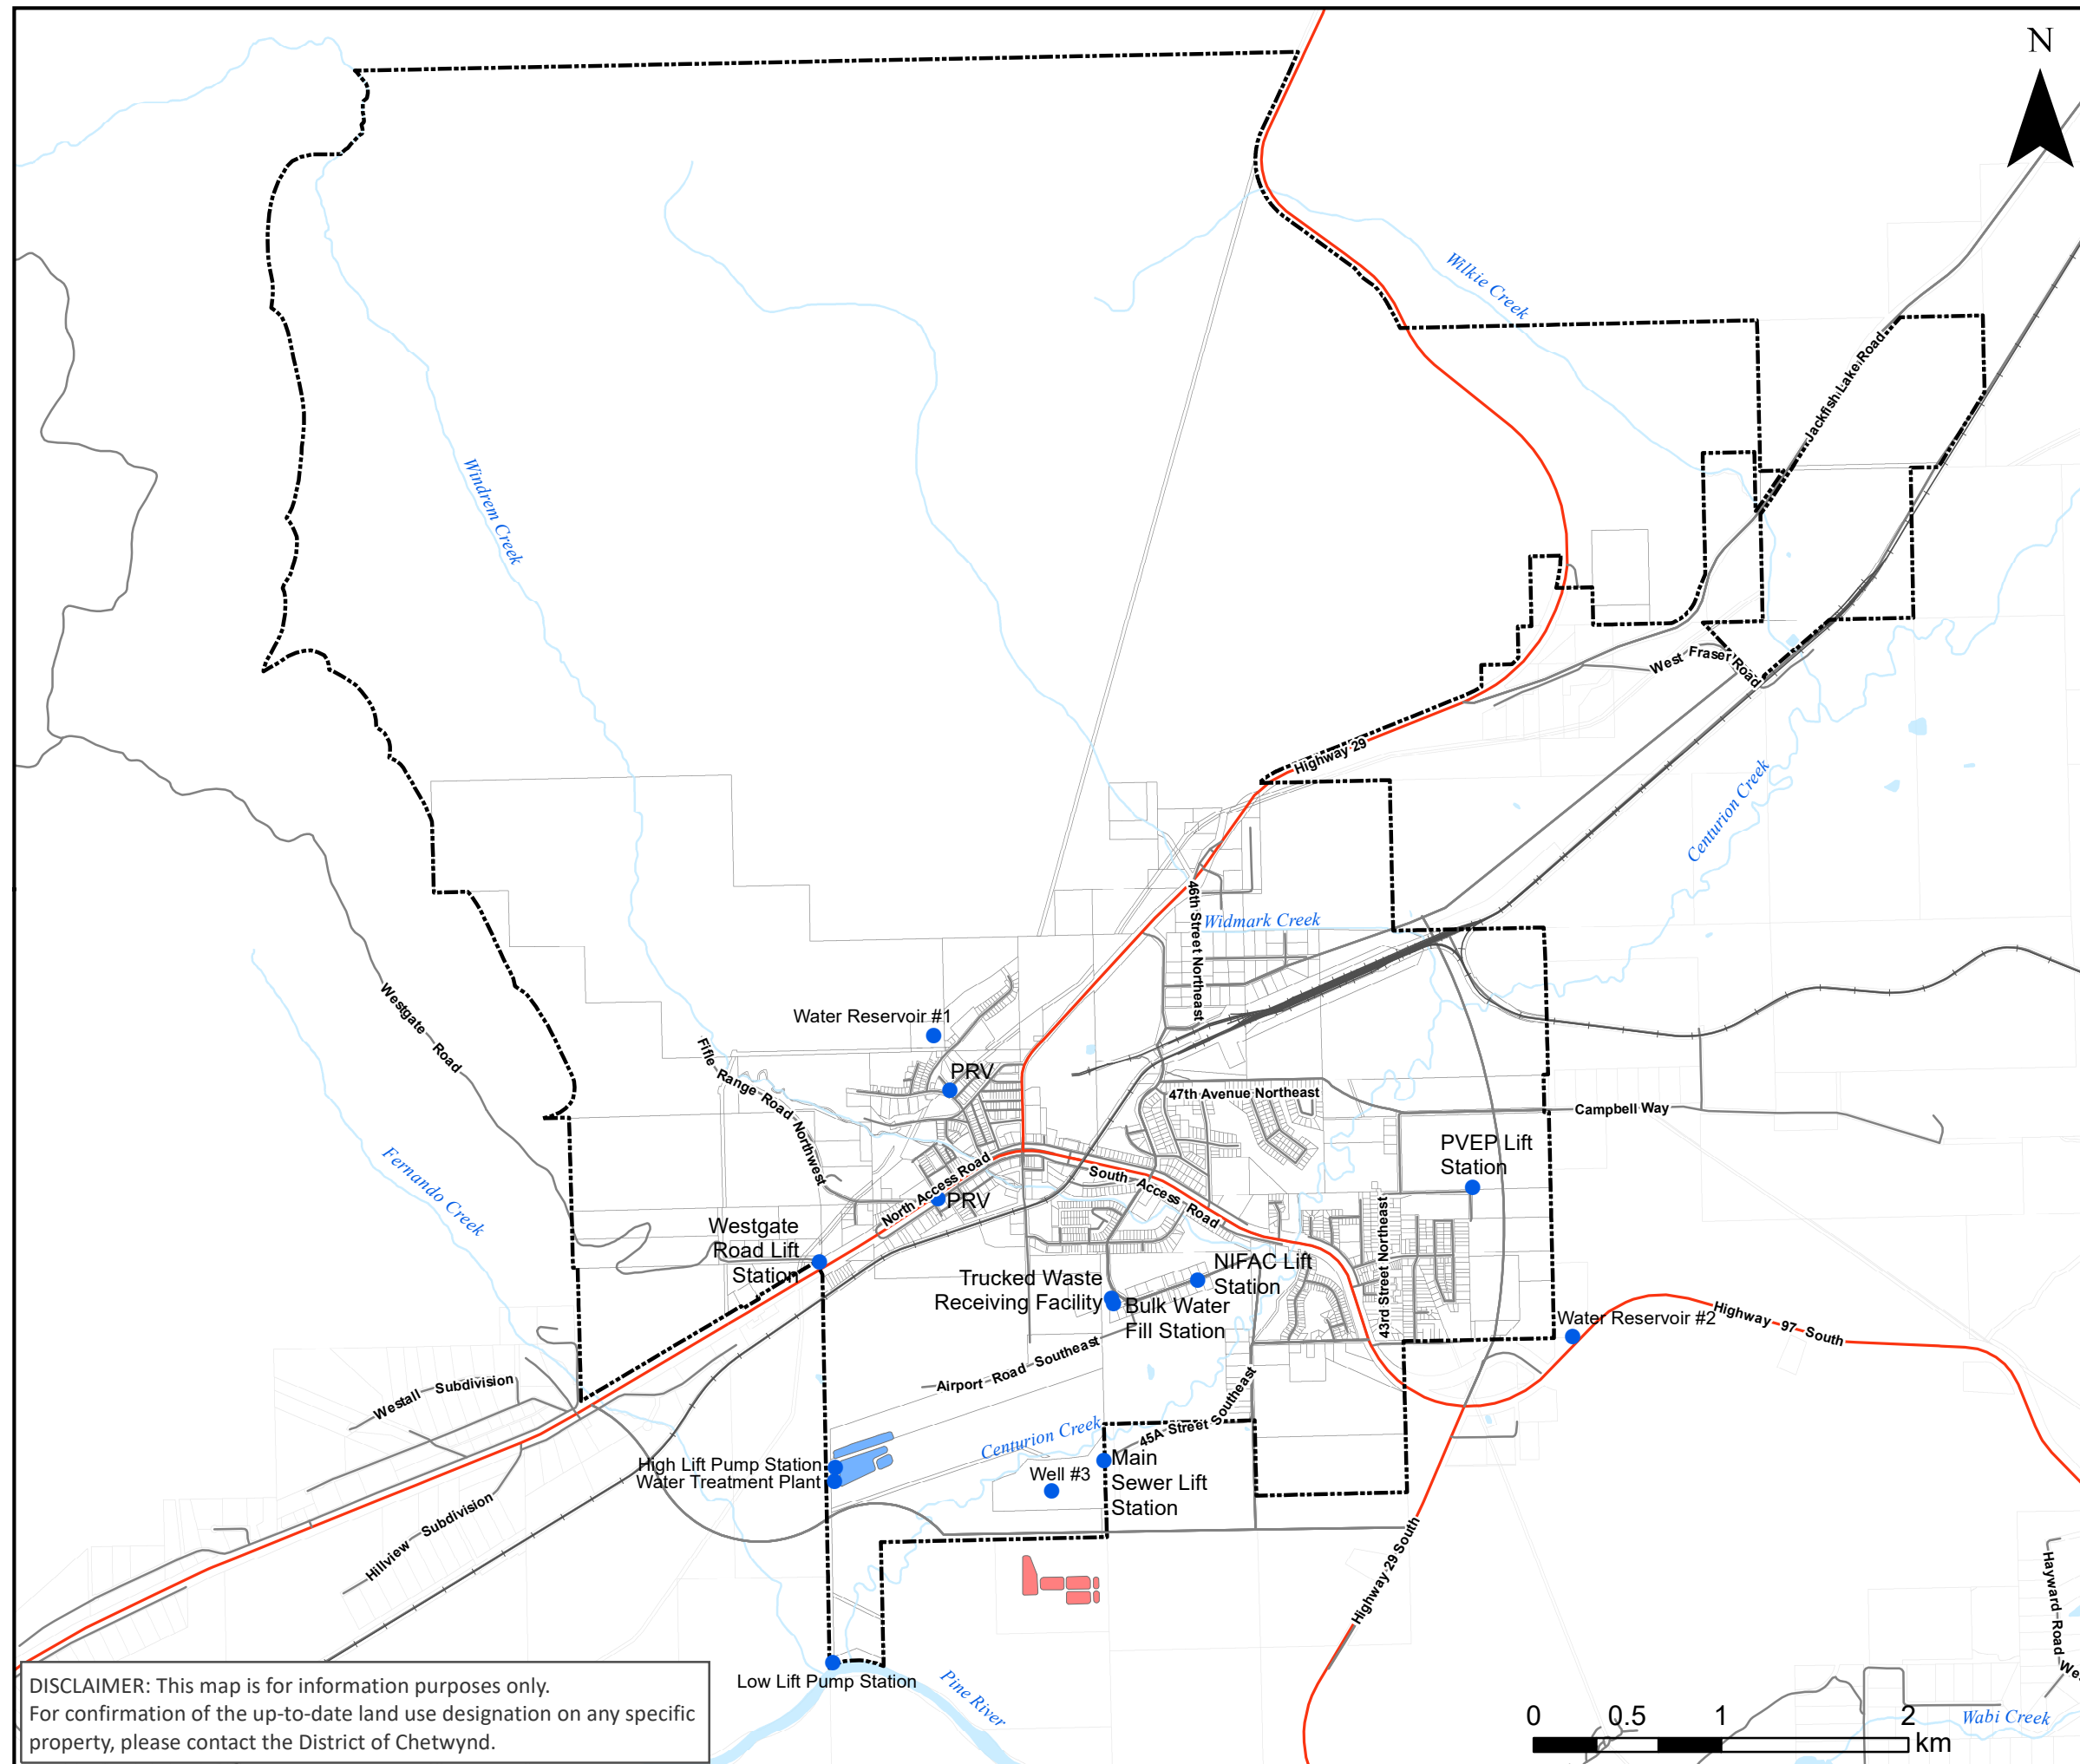 N
Wilkie Creek
Jackfish Lake Road
Windrem Creek
West Fraser Road
Highway 29
Centurion Creek
46th Street Northeast
Widmark Creek
Westgate Road
Water Reservoir #1
Fifle Range Road Northwest
PRV
47th Avenue Northeast
Campbell Way
PVEP Lift
Station
Fernando Creek
North Access Road
South Access Road
PRV
43rd Street Northeast
Westgate
Road Lift
Station
NIFAC Lift
Station
Trucked Waste
Receiving Facility
Bulk Water
Fill Station
Water Reservoir #2
Highway 97 South
Airport Road Southeast
Westall Subdivision
45A Street Southeast
Centurion Creek
High Lift Pump Station
Water Treatment Plant
Well #3
Main
Sewer Lift
Station
Hillview Subdivision
Highway 29 South
Hayward Road
Low Lift Pump Station
Pine River
Wabi Creek
0 0.5 1 2
km
DISCLAIMER: This map is for information purposes only.
For confirmation of the up-to-date land use designation on any specific
property, please contact the District of Chetwynd.